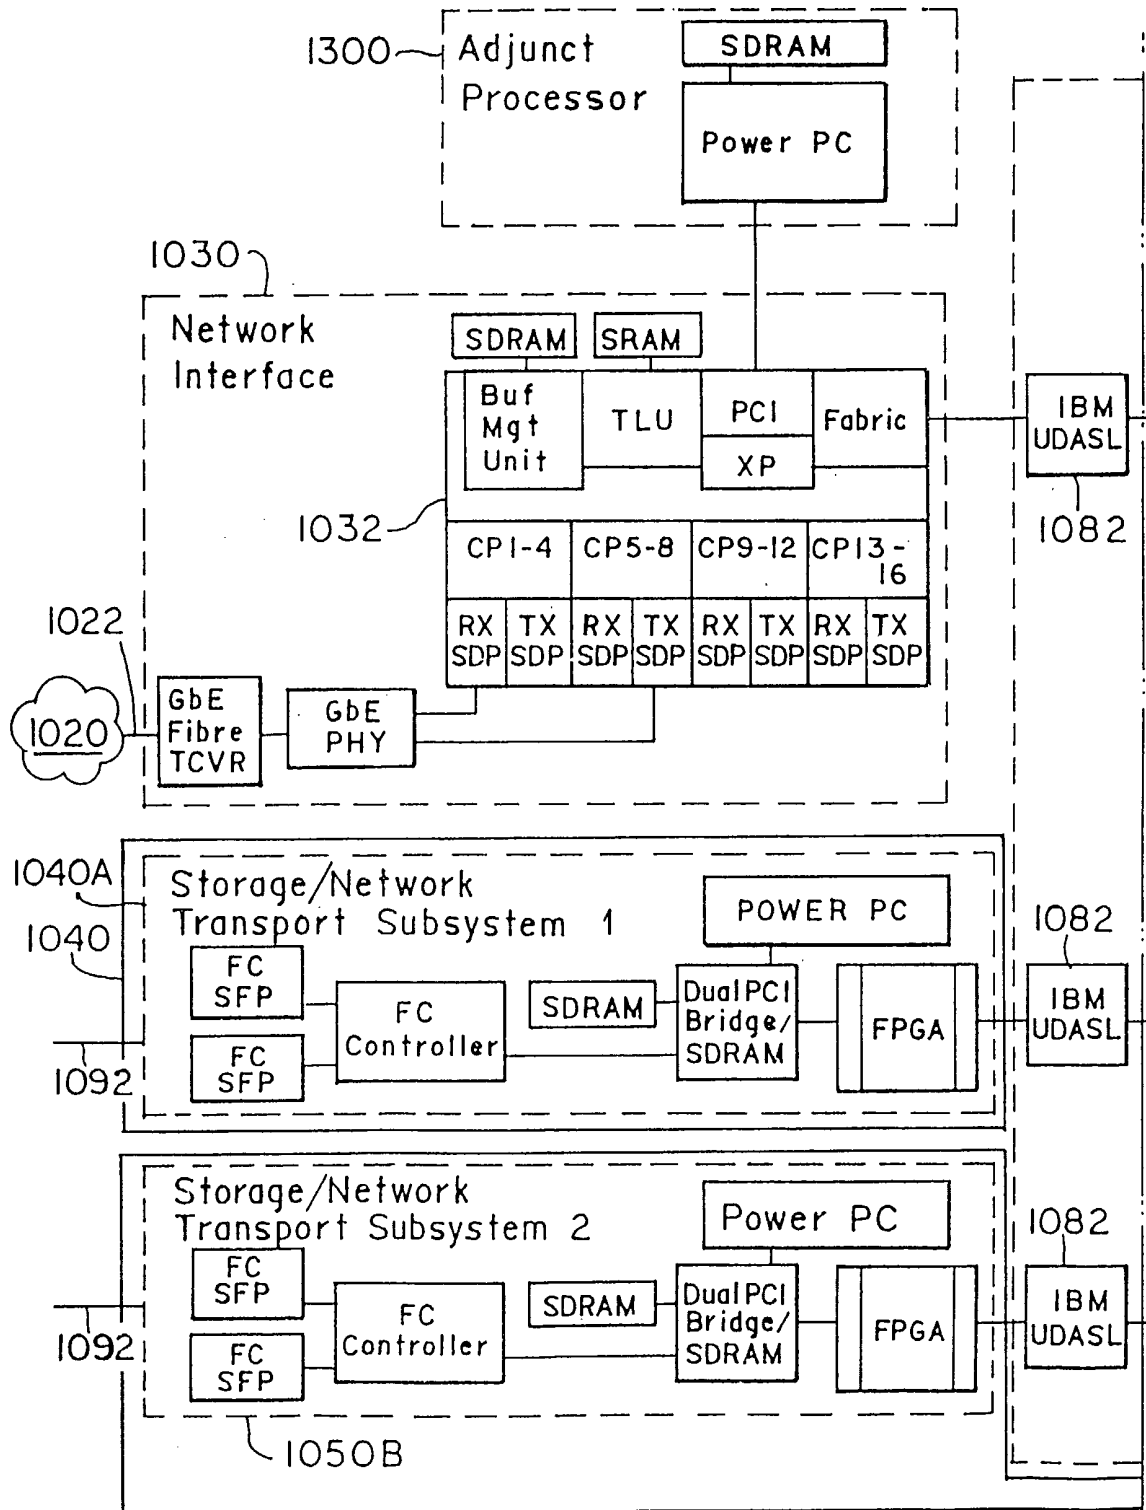 1300
Adjunct
Processor
SDRAM
Power PC
1030
Network
Interface
SDRAM
SRAM
Buf
Mgt
Unit
TLU
PCI
XP
Fabric
IBM
UDASL
1082
1032
CP1-4
CP5-8
CP9-12
CP13-
16
RX
SDP
TX
SDP
RX
SDP
TX
SDP
RX
SDP
TX
SDP
RX
SDP
TX
SDP
1022
1020
GbE
Fibre
TCVR
GbE
PHY
1040A
1040
Storage/Network
Transport Subsystem 1
POWER PC
FC
SFP
FC
SFP
FC
Controller
SDRAM
Dual PCI
Bridge/
SDRAM
FPGA
1082
IBM
UDASL
1092
Storage/Network
Transport Subsystem 2
Power PC
FC
SFP
FC
SFP
FC
Controller
SDRAM
Dual PCI
Bridge/
SDRAM
FPGA
1082
IBM
UDASL
1092
1050B